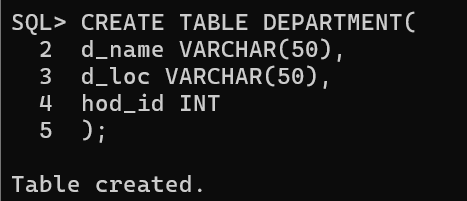 SQL> CREATE TABLE DEPARTMENT(
  2  d_name VARCHAR(50),
  3  d_loc VARCHAR(50),
  4  hod_id INT
  5  );
Table created.